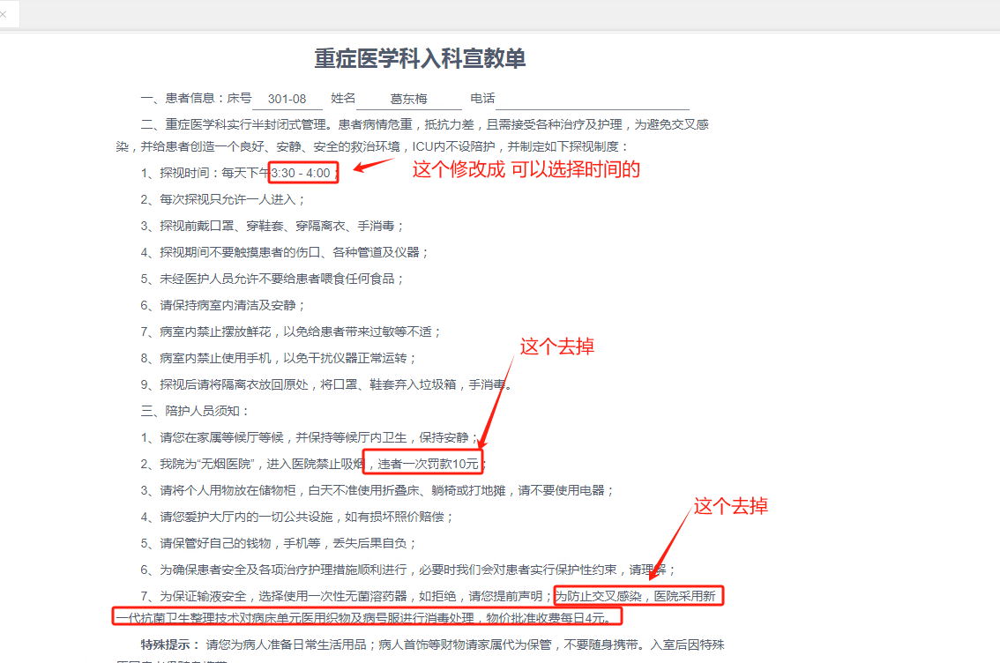 重症医学科入科宣教单
一、患者信息：床号 301-08 姓名 葛东梅 电话
二、重症医学科实行半封闭式管理。患者病情危重，抵抗力差，且需接受各种治疗及护理，为避免交叉感
染，并给患者创造一个良好、安静、安全的救治环境，ICU内不设陪护，并制定如下探视制度：
1、探视时间：每天下午3:30 - 4:00；
这个修改成 可以选择时间的
2、每次探视只允许一人进入；
3、探视前戴口罩、穿鞋套、穿隔离衣、手消毒；
4、探视期间不要触摸患者的伤口、各种管道及仪器；
5、未经医护人员允许不要给患者喂食任何食品；
6、请保持病室内清洁及安静；
7、病室内禁止摆放鲜花，以免给患者带来过敏等不适；
这个去掉
8、病室内禁止使用手机，以免干扰仪器正常运转；
9、探视后请将隔离衣放回原处，将口罩、鞋套弃入垃圾箱，手消毒。
三、陪护人员须知：
1、请您在家属等候厅等候，并保持等候厅内卫生，保持安静；
2、我院为“无烟医院”，进入医院禁止吸烟，违者一次罚款10元；
3、请将个人用物放在储物柜，白天不准使用折叠床、躺椅或打地摊，请不要使用电器；
这个去掉
4、请您爱护大厅内的一切公共设施，如有损坏照价赔偿；
5、请保管好自己的钱物，手机等，丢失后果自负；
6、为确保患者安全及各项治疗护理措施顺利进行，必要时我们会对患者实行保护性约束，请理解；
7、为保证输液安全，选择使用一次性无菌溶药器，如拒绝，请您提前声明；为防止交叉感染，医院采用新
一代抗菌卫生整理技术对病床单元医用织物及病号服进行消毒处理，物价批准收费每日4元。
特殊提示： 请您为病人准备日常生活用品；病人首饰等财物请家属代为保管，不要随身携带。入室后因特殊